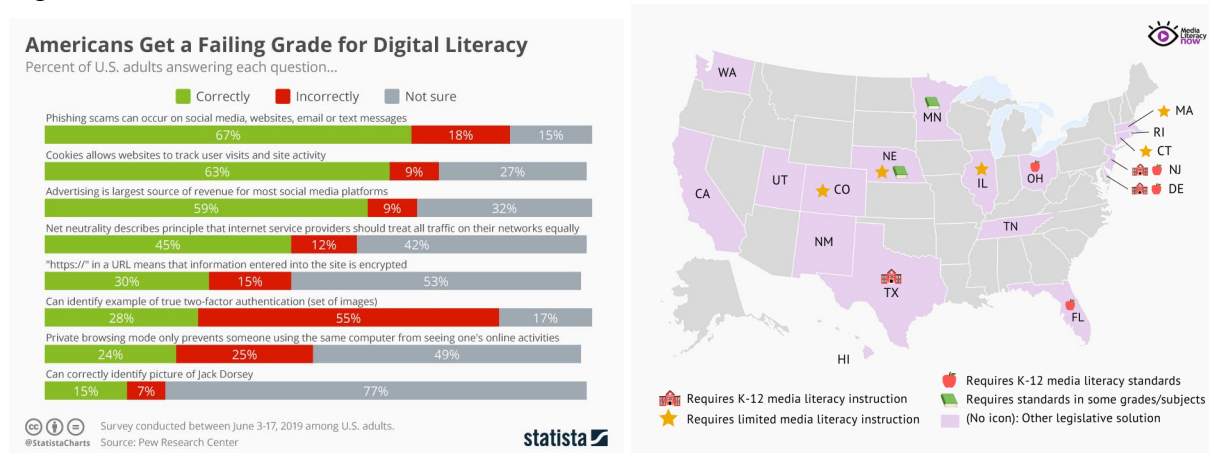 Americans Get a Failing Grade for Digital Literacy
Percent of U.S. adults answering each question...
Correctly Incorrectly Not sure
Phishing scams can occur on social media, websites, email or text messages
67% 18% 15%
Cookies allows websites to track user visits and site activity
63% 9% 27%
Advertising is largest source of revenue for most social media platforms
59% 9% 32%
Net neutrality describes principle that internet service providers should treat all traffic on their networks equally
45% 12% 42%
"https://" in a URL means that information entered into the site is encrypted
30% 15% 53%
Can identify example of true two-factor authentication (set of images)
28% 55% 17%
Private browsing mode only prevents someone using the same computer from seeing one's online activities
24% 25% 49%
Can correctly identify picture of Jack Dorsey
15% 7% 77%
cc
@StatistaCharts
Survey conducted between June 3-17, 2019 among U.S. adults.
Source: Pew Research Center
statista
Media
Literacy
now
WA
MN
MA
RI
CT
NJ
DE
NE
IL
OH
CA
UT
CO
TN
NM
TX
FL
HI
Requires K-12 media literacy instruction
Requires limited media literacy instruction
Requires K-12 media literacy standards
Requires standards in some grades/subjects
(No icon): Other legislative solution